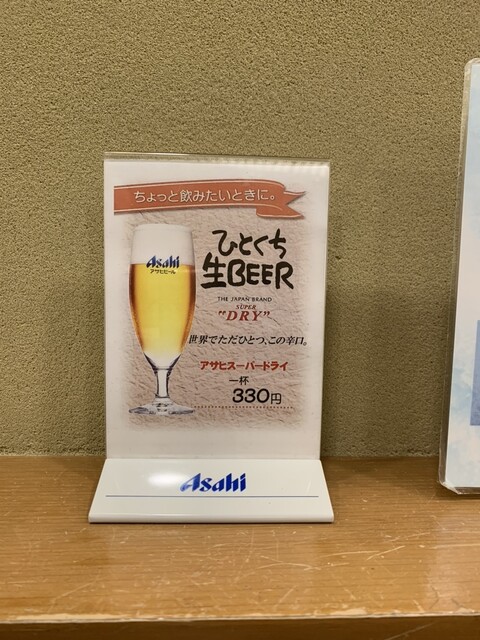 ちょっと飲みたいときに。
Asahi
アサヒビール
ひとくち
生BEER
THE JAPAN BRAND
SUPER
"DRY"
世界でただひとつ、この辛口。
アサヒスーパードライ
一杯
330円
Asahi